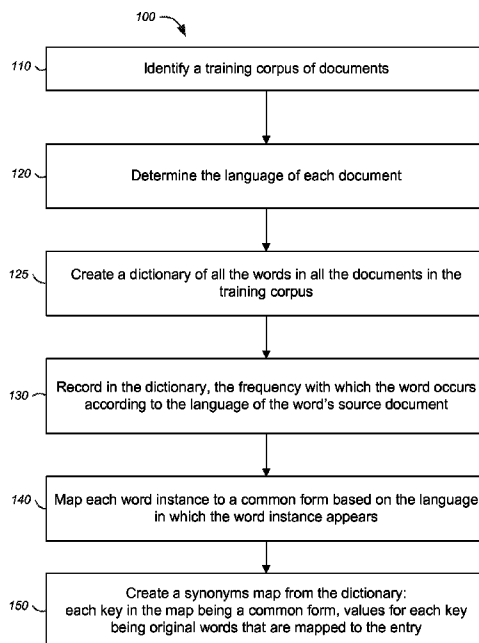 100
110
Identify a training corpus of documents
120
Determine the language of each document
125
Create a dictionary of all the words in all the documents in the
training corpus
130
Record in the dictionary, the frequency with which the word occurs
according to the language of the word's source document
140
Map each word instance to a common form based on the language
in which the word instance appears
150
Create a synonyms map from the dictionary:
each key in the map being a common form, values for each key
being original words that are mapped to the entry